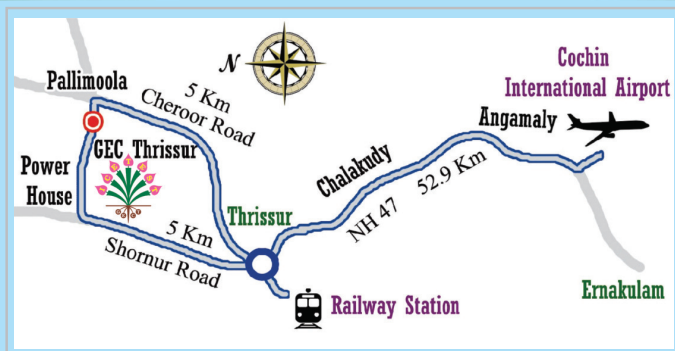 N
Cochin
International Airport
Pallimoola
5 Km
Cheroor Road
Angamaly
GEC Thrissur
Power
House
Chalakudy
NH 47 52.9 Km
Thrissur
5 Km
Shornur Road
Ernakulam
Railway Station